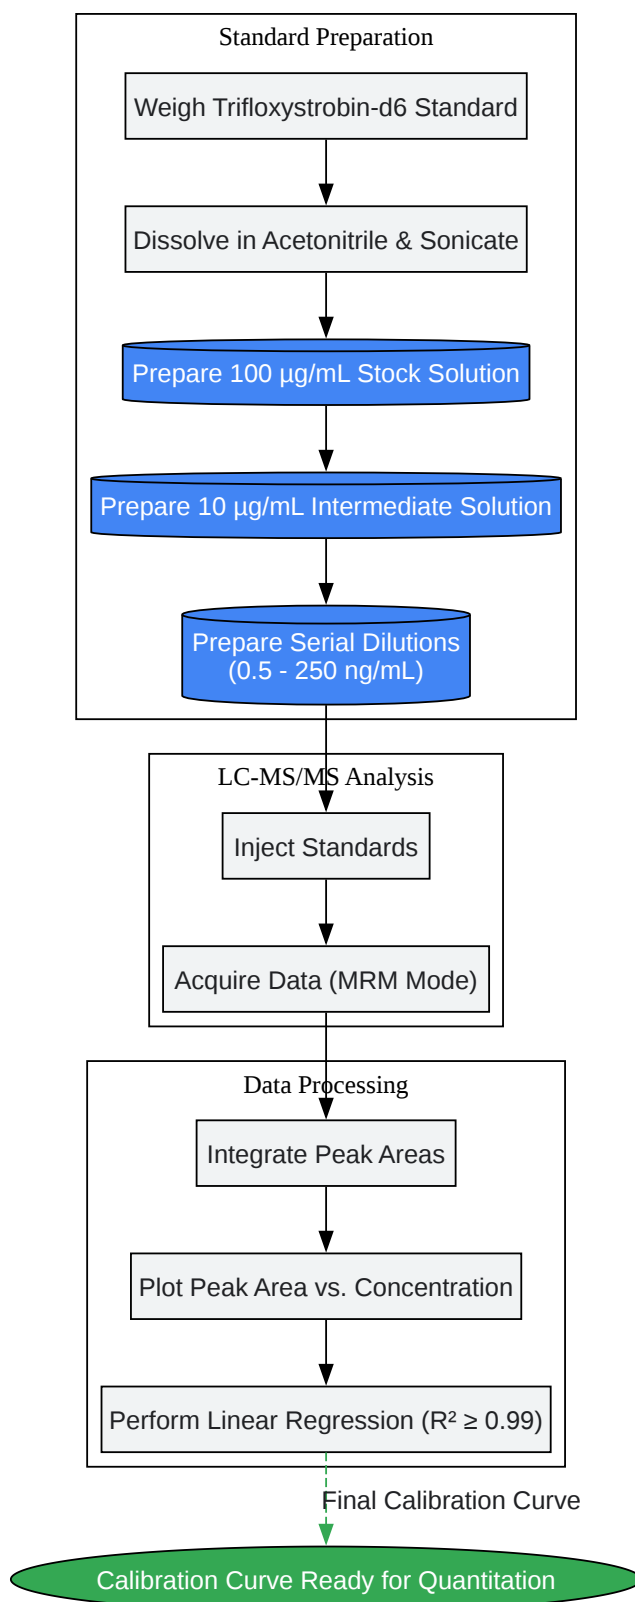 Standard Preparation
Weigh Trifloxystrobin-d6 Standard
Dissolve in Acetonitrile & Sonicate
Prepare 100 µg/mL Stock Solution
Prepare 10 µg/mL Intermediate Solution
Prepare Serial Dilutions
(0.5 - 250 ng/mL)
LC-MS/MS Analysis
Inject Standards
Acquire Data (MRM Mode)
Data Processing
Integrate Peak Areas
Plot Peak Area vs. Concentration
Perform Linear Regression (R² ≥ 0.99)
Final Calibration Curve
Calibration Curve Ready for Quantitation